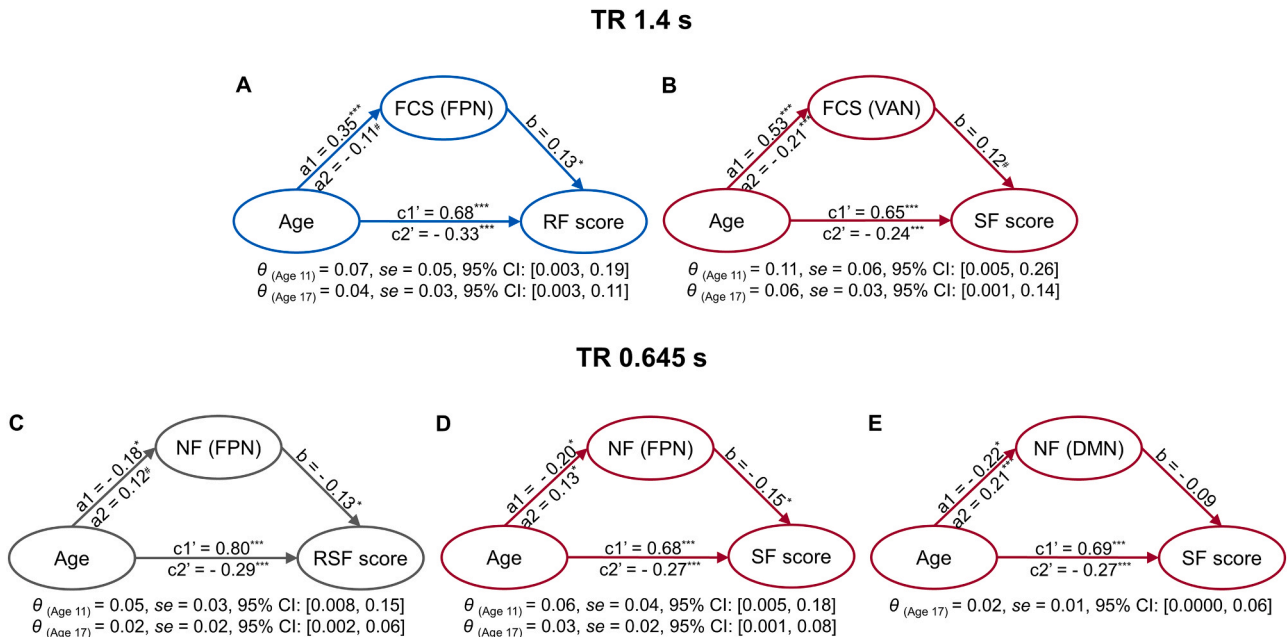 TR 1.4 s
A
FCS (FPN)
a1 = 0.35***
a2 = - 0.11#
b = 0.13*
Age
c1' = 0.68***
c2' = - 0.33***
RF score
θ (Age 11) = 0.07, se = 0.05, 95% CI: [0.003, 0.19]
θ (Age 17) = 0.04, se = 0.03, 95% CI: [0.003, 0.11]
B
FCS (VAN)
a1 = 0.53***
a2 = - 0.21***
b = 0.12#
Age
c1' = 0.65***
c2' = - 0.24***
SF score
θ (Age 11) = 0.11, se = 0.06, 95% CI: [0.005, 0.26]
θ (Age 17) = 0.06, se = 0.03, 95% CI: [0.001, 0.14]
TR 0.645 s
C
NF (FPN)
a1 = - 0.18*
a2 = 0.12#
b = - 0.13*
Age
c1' = 0.80***
c2' = - 0.29***
RSF score
θ (Age 11) = 0.05, se = 0.03, 95% CI: [0.008, 0.15]
θ (Age 17) = 0.02, se = 0.02, 95% CI: [0.002, 0.06]
D
NF (FPN)
a1 = - 0.20*
a2 = 0.13*
b = - 0.15*
Age
c1' = 0.68***
c2' = - 0.27***
SF score
θ (Age 11) = 0.06, se = 0.04, 95% CI: [0.005, 0.18]
θ (Age 17) = 0.03, se = 0.02, 95% CI: [0.001, 0.08]
E
NF (DMN)
a1 = - 0.22*
a2 = 0.21***
b = - 0.09
Age
c1' = 0.69***
c2' = - 0.27***
SF score
θ (Age 17) = 0.02, se = 0.01, 95% CI: [0.0000, 0.06]